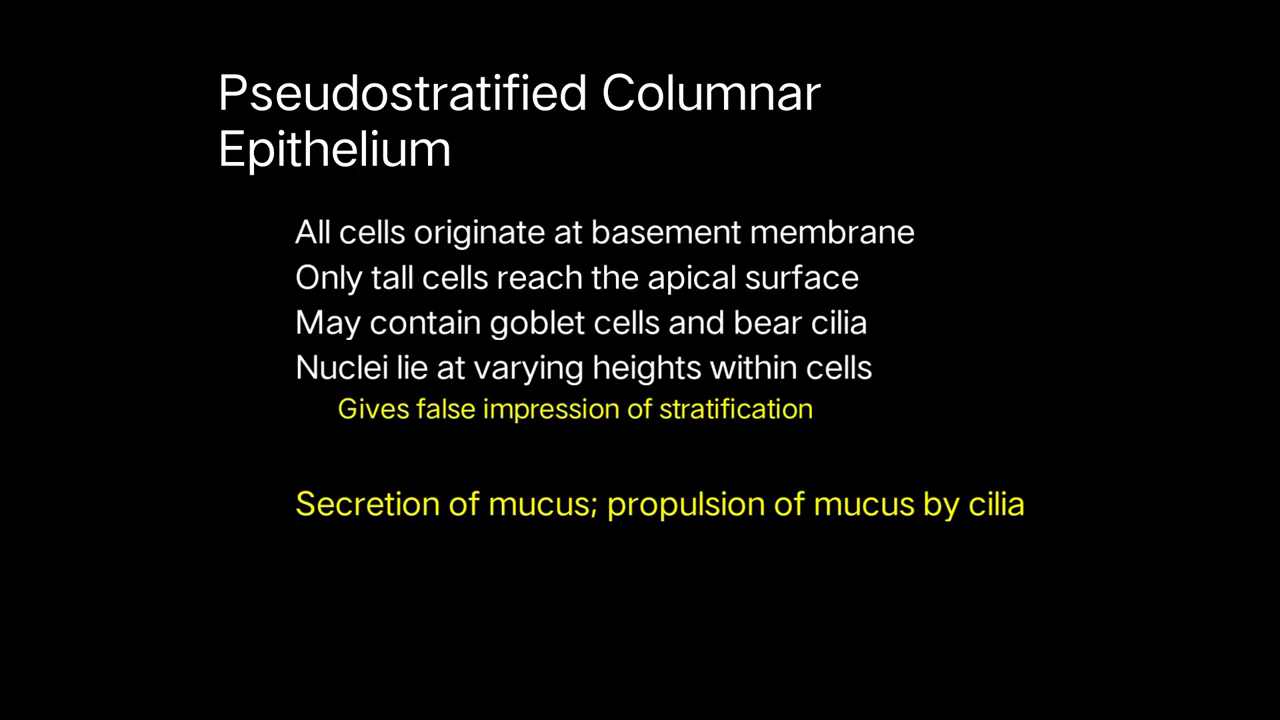 Pseudostratified Columnar
Epithelium
All cells originate at basement membrane
Only tall cells reach the apical surface
May contain goblet cells and bear cilia
Nuclei lie at varying heights within cells
Gives false impression of stratification
Secretion of mucus; propulsion of mucus by cilia